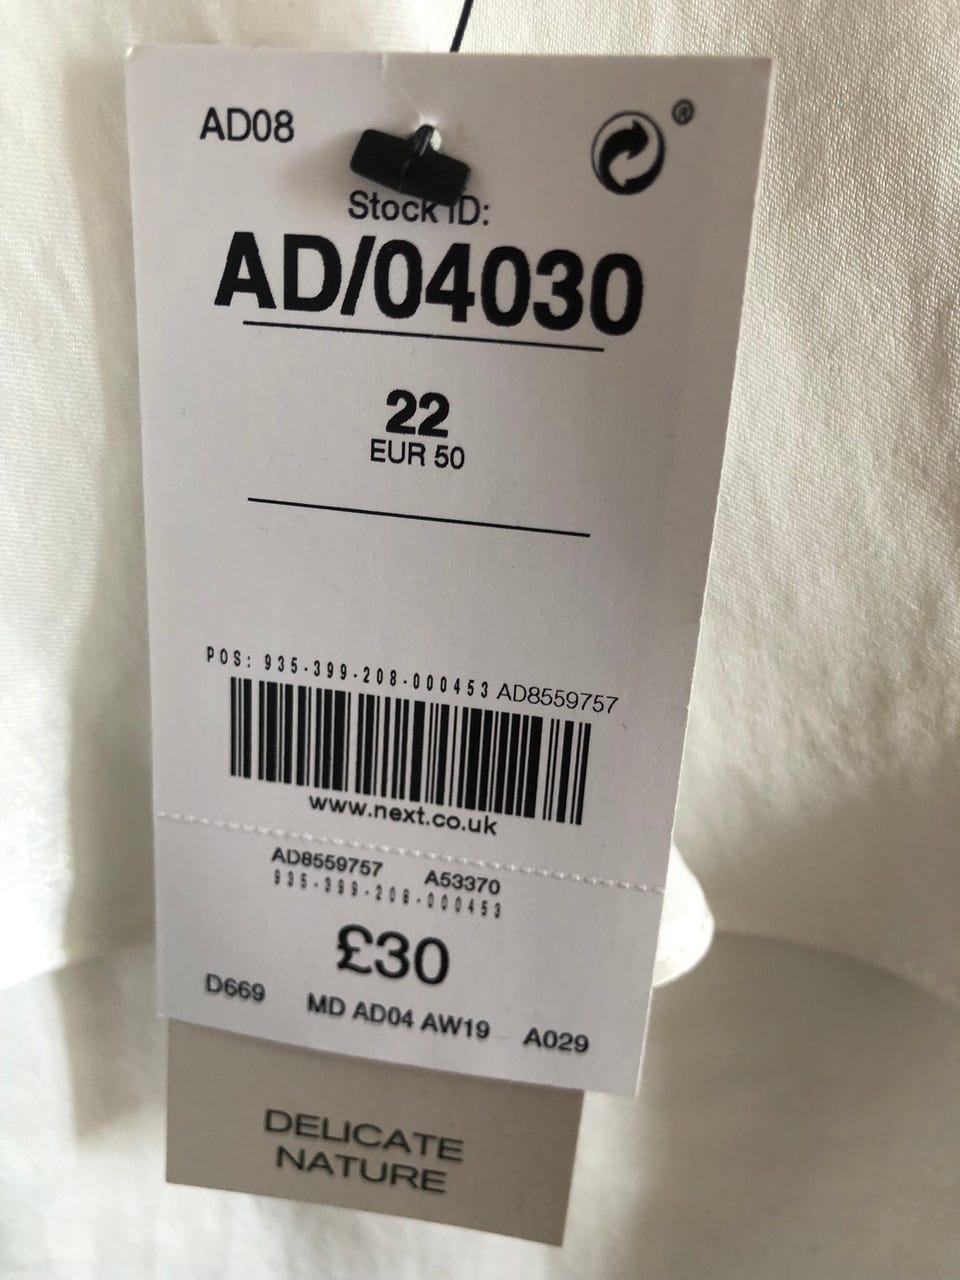 AD08
®
Stock ID:
AD/04030
22
EUR 50
POS: 935-399-208-000453 AD8559757
www.next.co.uk
AD8559757 A53370
935-399-208-000453
£30
D669 MD AD04 AW19 A029
DELICATE
NATURE